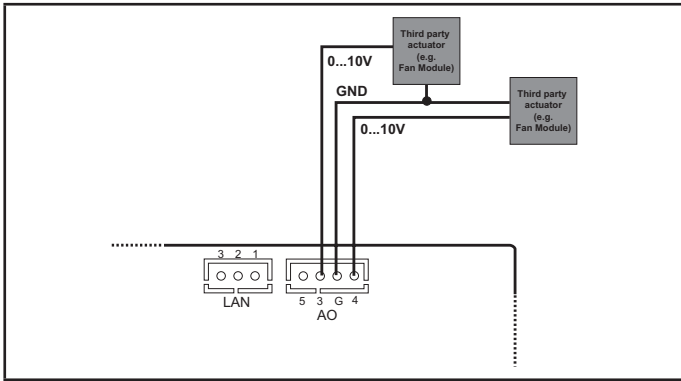 Third party
actuator
(e.g.
Fan Module)
0...10V
GND
Third party
actuator
(e.g.
Fan Module)
0...10V
3 2 1
LAN
5 3 G 4
AO